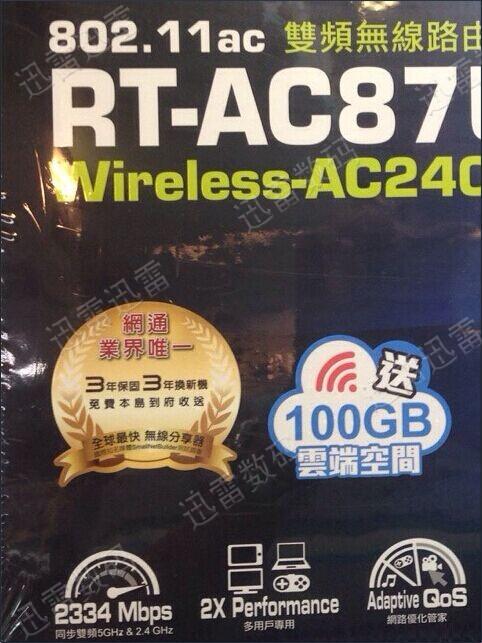 802.11ac 雙頻無線路由
RT-AC87U
Wireless-AC240
網通
業界唯一
3年保固 3年換新機
免費本島到府收送
全球最快 無線分享器
送
100GB
雲端空間
2334 Mbps
同步雙頻5GHz & 2.4 GHz
2X Performance
多用戶專用
Adaptive QoS
網路優化管家
迅雷数码